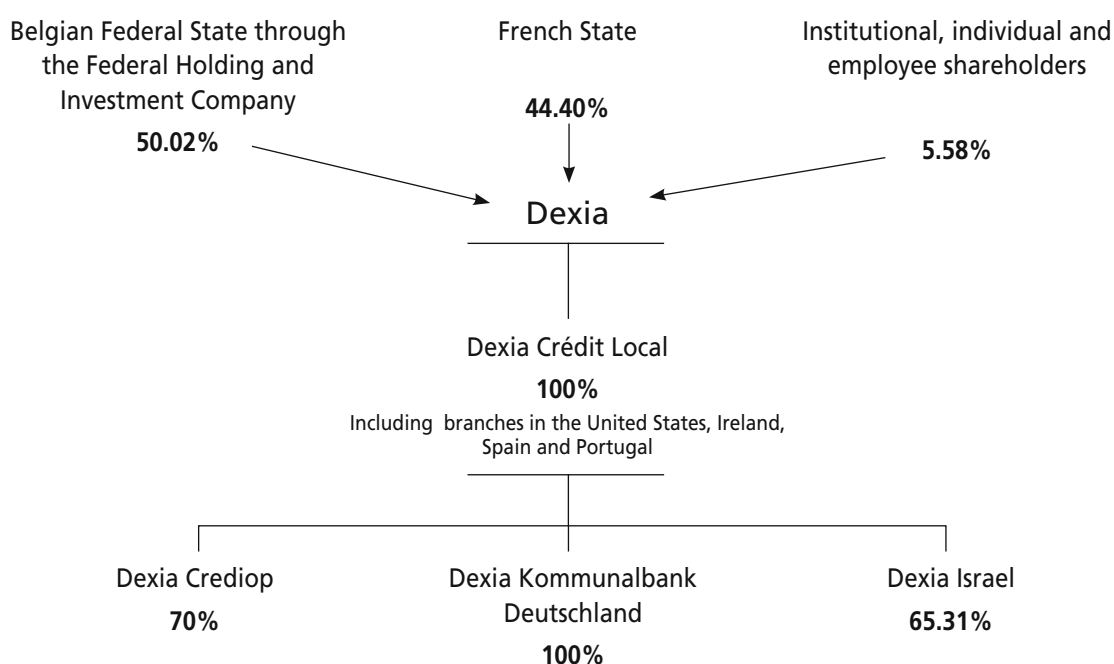 Belgian Federal State through
the Federal Holding and
Investment Company
50.02%
French State
44.40%
Institutional, individual and
employee shareholders
5.58%
Dexia
Dexia Crédit Local
100%
Including branches in the United States, Ireland,
Spain and Portugal
Dexia Crediop
70%
Dexia Kommunalbank
Deutschland
100%
Dexia Israel
65.31%